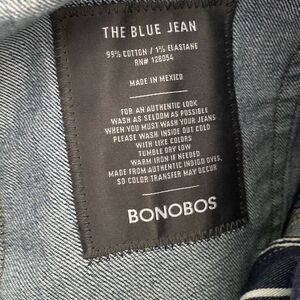 THE BLUE JEAN
99% COTTON / 1% ELASTANE
RN# 128054
MADE IN MEXICO
FOR AN AUTHENTIC LOOK
WASH AS SELDOM AS POSSIBLE
WHEN YOU MUST WASH YOUR JEANS
PLEASE WASH INSIDE OUT COLD
WITH LIKE COLORS
TUMBLE DRY LOW
WARM IRON IF NEEDED
MADE FROM AUTHENTIC INDIGO DYES,
SO COLOR TRANSFER MAY OCCUR
BONOBOS